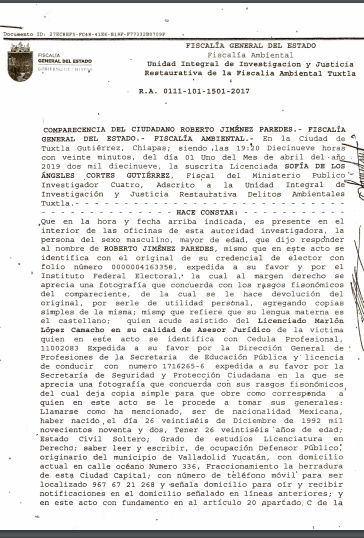 Document ID: 27EC8EF5-FC48-41E4-B19F-F77232B0709F
FISCALÍA
GENERAL DEL ESTADO
FISCALÍA GENERAL DEL ESTADO
Fiscalía Ambiental
Unidad Integral de Investigacion y Justicia
Restaurativa de la Fiscalia Ambiental Tuxtla
R.A. 0111-101-1501-2017
COMPARECENCIA DEL CIUDADANO ROBERTO JIMÉNEZ PAREDES.- FISCALÍA
GENERAL DEL ESTADO.- FISCALÍA AMBIENTAL.- En la Ciudad de
Tuxtla Gutiérrez, Chiapas; siendo las 19:20 Diecinueve horas
con veinte minutos, del día 01 Uno del Mes de abril del año
2019 dos mil diecinueve, la suscrita Licenciada SOFÍA DE LOS
ÁNGELES CORTES GUTIÉRREZ, Fiscal del Ministerio Publico
Investigador Cuatro, Adscrito a la Unidad Integral de
Investigación y Justicia Restaurativa Delitos Ambientales
Tuxtla.- - - - - - - - - - - - - - - - - - - - - - - - - - -
- - - - - - - - - - - HACE CONSTAR: - - - - - - - - - - - -
Que en la hora y fecha arriba indicada, es presente en el
interior de las oficinas de esta autoridad investigadora, la
persona del sexo masculino, mayor de edad, que dijo responder
al nombre de ROBERTO JIMÉNEZ PAREDES, mismo que en este acto se
identifica con el original de su credencial de elector con
folio número 0000004163358, expedida a su favor y por el
Instituto Federal Electoral, la cual al margen derecho se
aprecia una fotografía que concuerda con los rasgos fisonómicos
del compareciente, de la cual se le hace devolución del
original, por serle de utilidad personal, agregando copias
simples de la misma; mismo que refiere que su lengua materna es
el castellano; quien acude asistido del Licenciado Marlón
López Camacho en su calidad de Asesor Jurídico de la víctima
quien en este acto se identifica con Cedula Profesional,
11002083 Expedida a su favor por la Dirección General de
Profesiones de la Secretaria de Educación Pública y licencia
de conducir con numero 1716265-6 expedida a su favor por la
Secretaria de Seguridad y Protección Ciudadana en la que se
aprecia una fotografía que concuerda con sus rasgos fisonómicos
del cual deja copia simple para que obre como corresponda a
quien en este acto se le procede a tomar sus generales:
Llamarse como ha mencionado, ser de nacionalidad Mexicana,
haber nacido el día 26 veintiséis de Diciembre de 1992 mil
novecientos noventa y dos, Tener 26 veintiséis años de edad;
Estado Civil Soltero; Grado de estudios Licenciatura en
Derecho; saber leer y escribir, de ocupación Defensor Público,
originario del municipio de Valladolid Yucatán, con domicilio
actual en calle océano Numero 336, Fraccionamiento la herradura
de esta Ciudad Capital; con número de teléfono móvil para ser
localizado 967 67 21 268 y señala domicilio para oír y recibir
notificaciones en el domicilio señalado en líneas anteriores; y
en este acto con fundamento en al artículo 20 apartado C de la